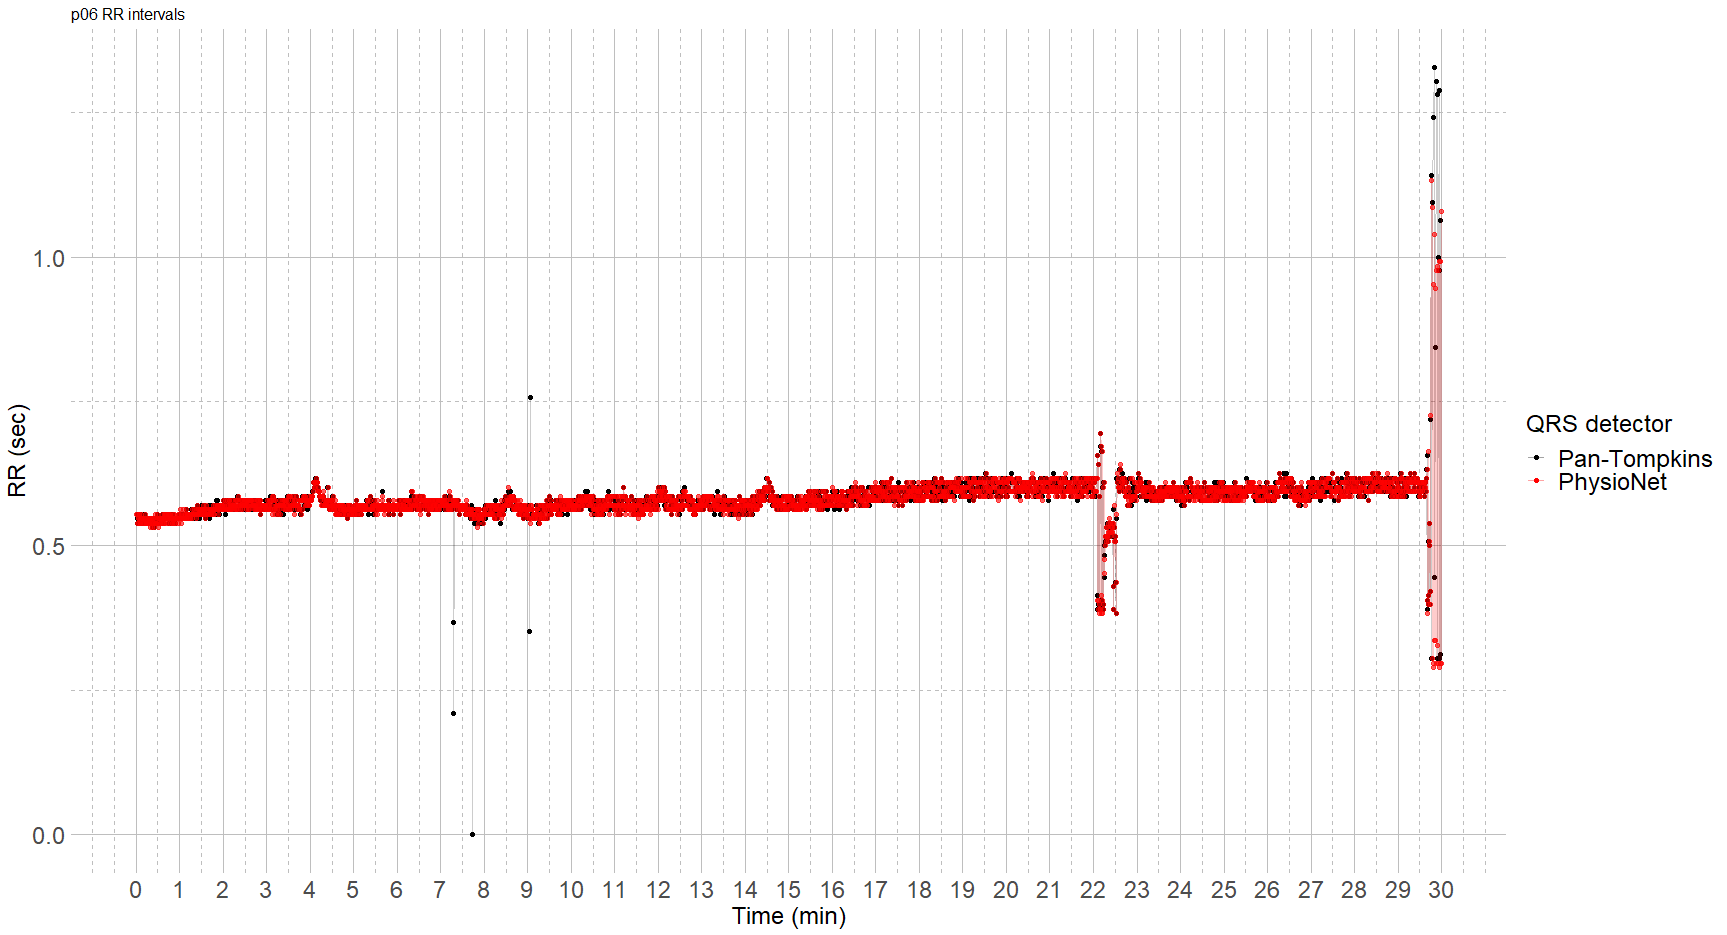 p06 RR intervals
RR (sec)
1.0
0.5
0.0
0 1 2 3 4 5 6 7 8 9 10 11 12 13 14 15 16 17 18 19 20 21 22 23 24 25 26 27 28 29 30
Time (min)
QRS detector
Pan-Tompkins
PhysioNet